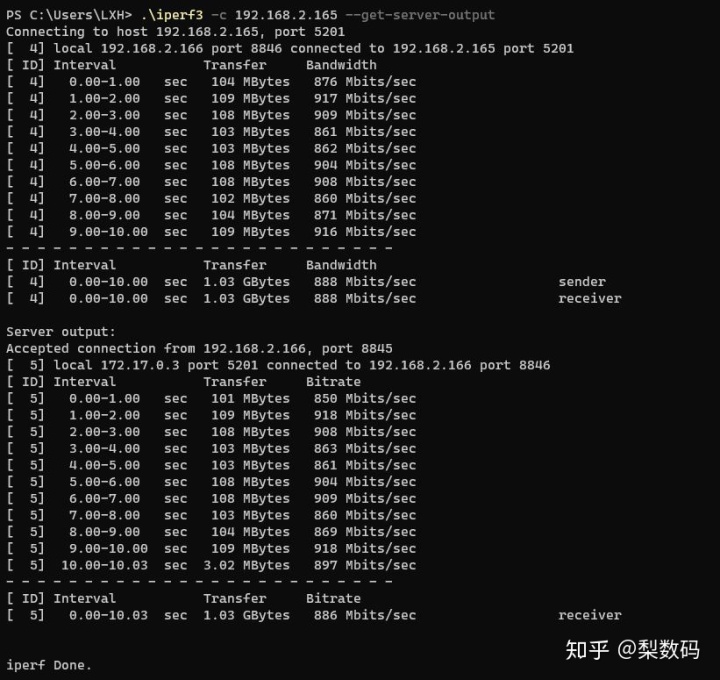 PS C:\Users\LXH> .\iperf3 -c 192.168.2.165 --get-server-output
Connecting to host 192.168.2.165, port 5201
[  4] local 192.168.2.166 port 8846 connected to 192.168.2.165 port 5201
[ ID] Interval           Transfer     Bandwidth
[  4]   0.00-1.00   sec   104 MBytes   876 Mbits/sec
[  4]   1.00-2.00   sec   109 MBytes   917 Mbits/sec
[  4]   2.00-3.00   sec   108 MBytes   909 Mbits/sec
[  4]   3.00-4.00   sec   103 MBytes   861 Mbits/sec
[  4]   4.00-5.00   sec   103 MBytes   862 Mbits/sec
[  4]   5.00-6.00   sec   108 MBytes   904 Mbits/sec
[  4]   6.00-7.00   sec   108 MBytes   908 Mbits/sec
[  4]   7.00-8.00   sec   102 MBytes   860 Mbits/sec
[  4]   8.00-9.00   sec   104 MBytes   871 Mbits/sec
[  4]   9.00-10.00  sec   109 MBytes   916 Mbits/sec
- - - - - - - - - - - - - - - - - - - - - - - - -
[ ID] Interval           Transfer     Bandwidth
[  4]   0.00-10.00  sec  1.03 GBytes   888 Mbits/sec                  sender
[  4]   0.00-10.00  sec  1.03 GBytes   888 Mbits/sec                  receiver
Server output:
Accepted connection from 192.168.2.166, port 8845
[  5] local 172.17.0.3 port 5201 connected to 192.168.2.166 port 8846
[ ID] Interval           Transfer     Bitrate
[  5]   0.00-1.00   sec   101 MBytes   850 Mbits/sec
[  5]   1.00-2.00   sec   109 MBytes   918 Mbits/sec
[  5]   2.00-3.00   sec   108 MBytes   908 Mbits/sec
[  5]   3.00-4.00   sec   103 MBytes   863 Mbits/sec
[  5]   4.00-5.00   sec   103 MBytes   861 Mbits/sec
[  5]   5.00-6.00   sec   108 MBytes   904 Mbits/sec
[  5]   6.00-7.00   sec   108 MBytes   909 Mbits/sec
[  5]   7.00-8.00   sec   103 MBytes   860 Mbits/sec
[  5]   8.00-9.00   sec   104 MBytes   869 Mbits/sec
[  5]   9.00-10.00  sec   109 MBytes   918 Mbits/sec
[  5]  10.00-10.03  sec  3.02 MBytes   897 Mbits/sec
- - - - - - - - - - - - - - - - - - - - - - - - -
[ ID] Interval           Transfer     Bitrate
[  5]   0.00-10.03  sec  1.03 GBytes   886 Mbits/sec                  receiver
iperf Done.
知乎 @梨数码